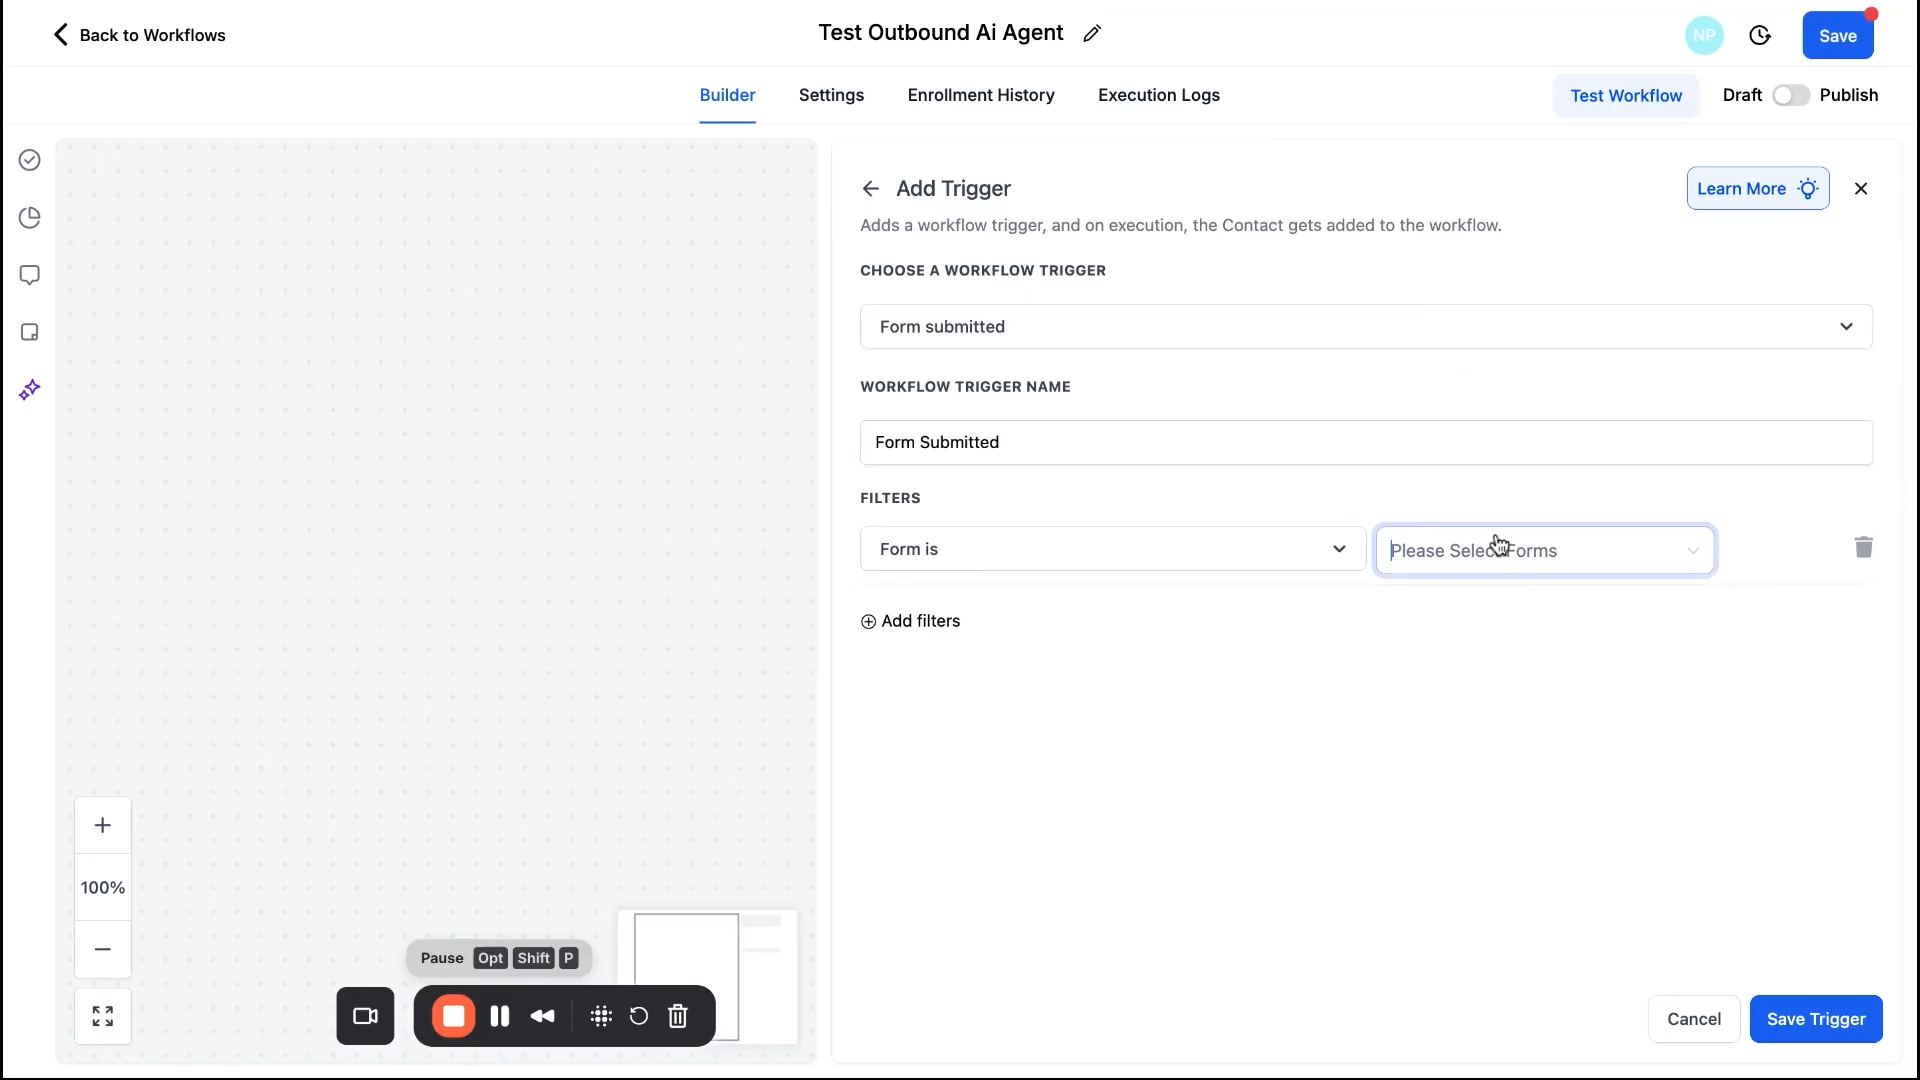 Back to Workflows
Test Outbound Ai Agent
NP
Save
Builder
Settings
Enrollment History
Execution Logs
Test Workflow
Draft
Publish
Add Trigger
Learn More
Adds a workflow trigger, and on execution, the Contact gets added to the workflow.
CHOOSE A WORKFLOW TRIGGER
Form submitted
WORKFLOW TRIGGER NAME
Form Submitted
FILTERS
Form is
Please Select Forms
Add filters
100%
Pause Opt Shift P
Cancel
Save Trigger